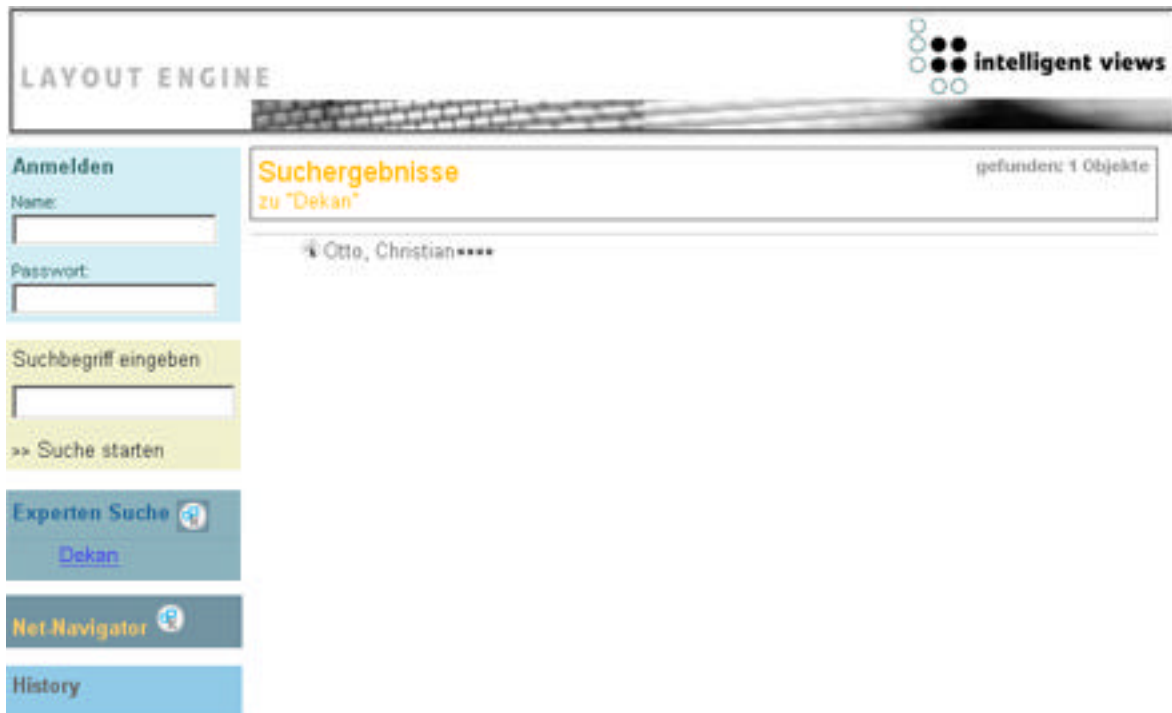 LAYOUT ENGINE
intelligent views
Anmelden
Name:
Passwort:
Suchbegriff eingeben
>> Suche starten
Experten Suche
Dekan
Net-Navigator
History
Suchergebnisse
zu "Dekan"
gefunden: 1 Objekte
Otto, Christian